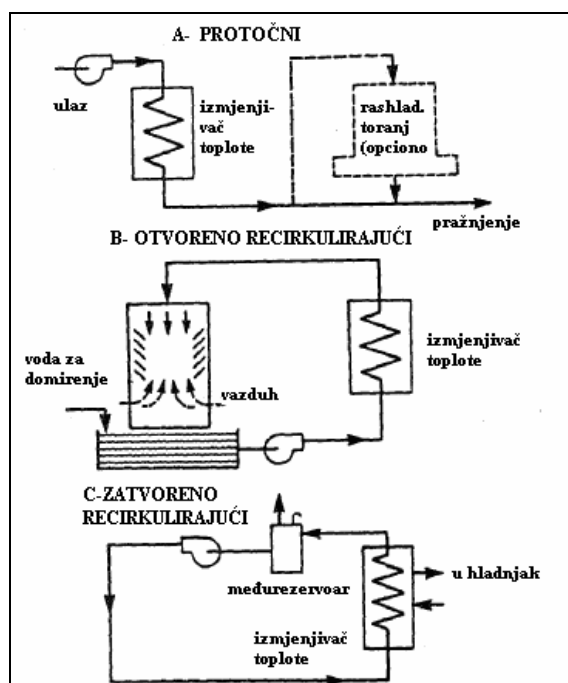 A- PROTOČNI
ulaz
izmjenji-
vač
toplote
rashlad.
toranj
(opciono
pražnjenje
B- OTVORENO RECIRKULIRAJUĆI
izmjenjivač
toplote
voda za
domirenje
vazduh
C-ZATVORENO
RECIRKULIRAJUĆI
međurezervoar
u hladnjak
izmjenjivač
toplote